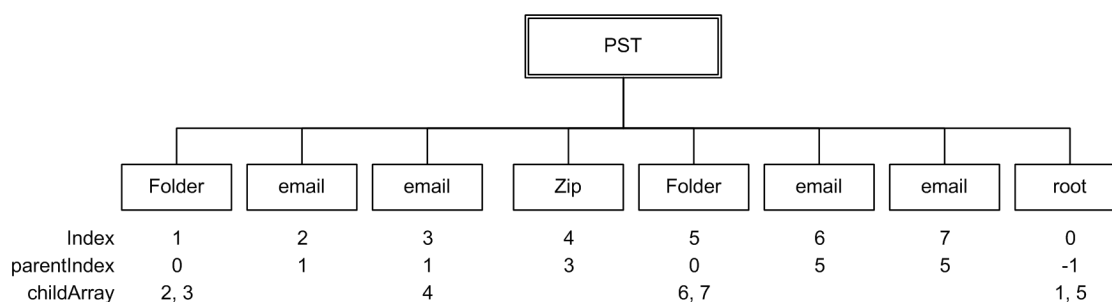 PST
Folder email email Zip Folder email email root
Index 1 2 3 4 5 6 7 0
parentIndex 0 1 1 3 0 5 5 -1
childArray 2, 3 4 6, 7 1, 5